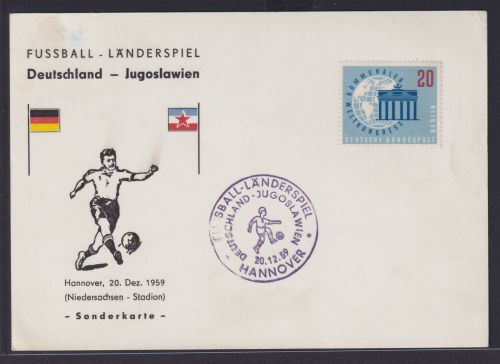 FUSSBALL - LÄNDERSPIEL
Deutschland – Jugoslawien
Hannover, 20. Dez. 1959
(Niedersachsen - Stadion)
- Sonderkarte -
KOMMUNALER
WELTKONGRESS
20
BERLIN
DEUTSCHE BUNDESPOST
FUSSBALL-LÄNDERSPIEL
DEUTSCHLAND-JUGOSLAWIEN
20.12.59
- HANNOVER *